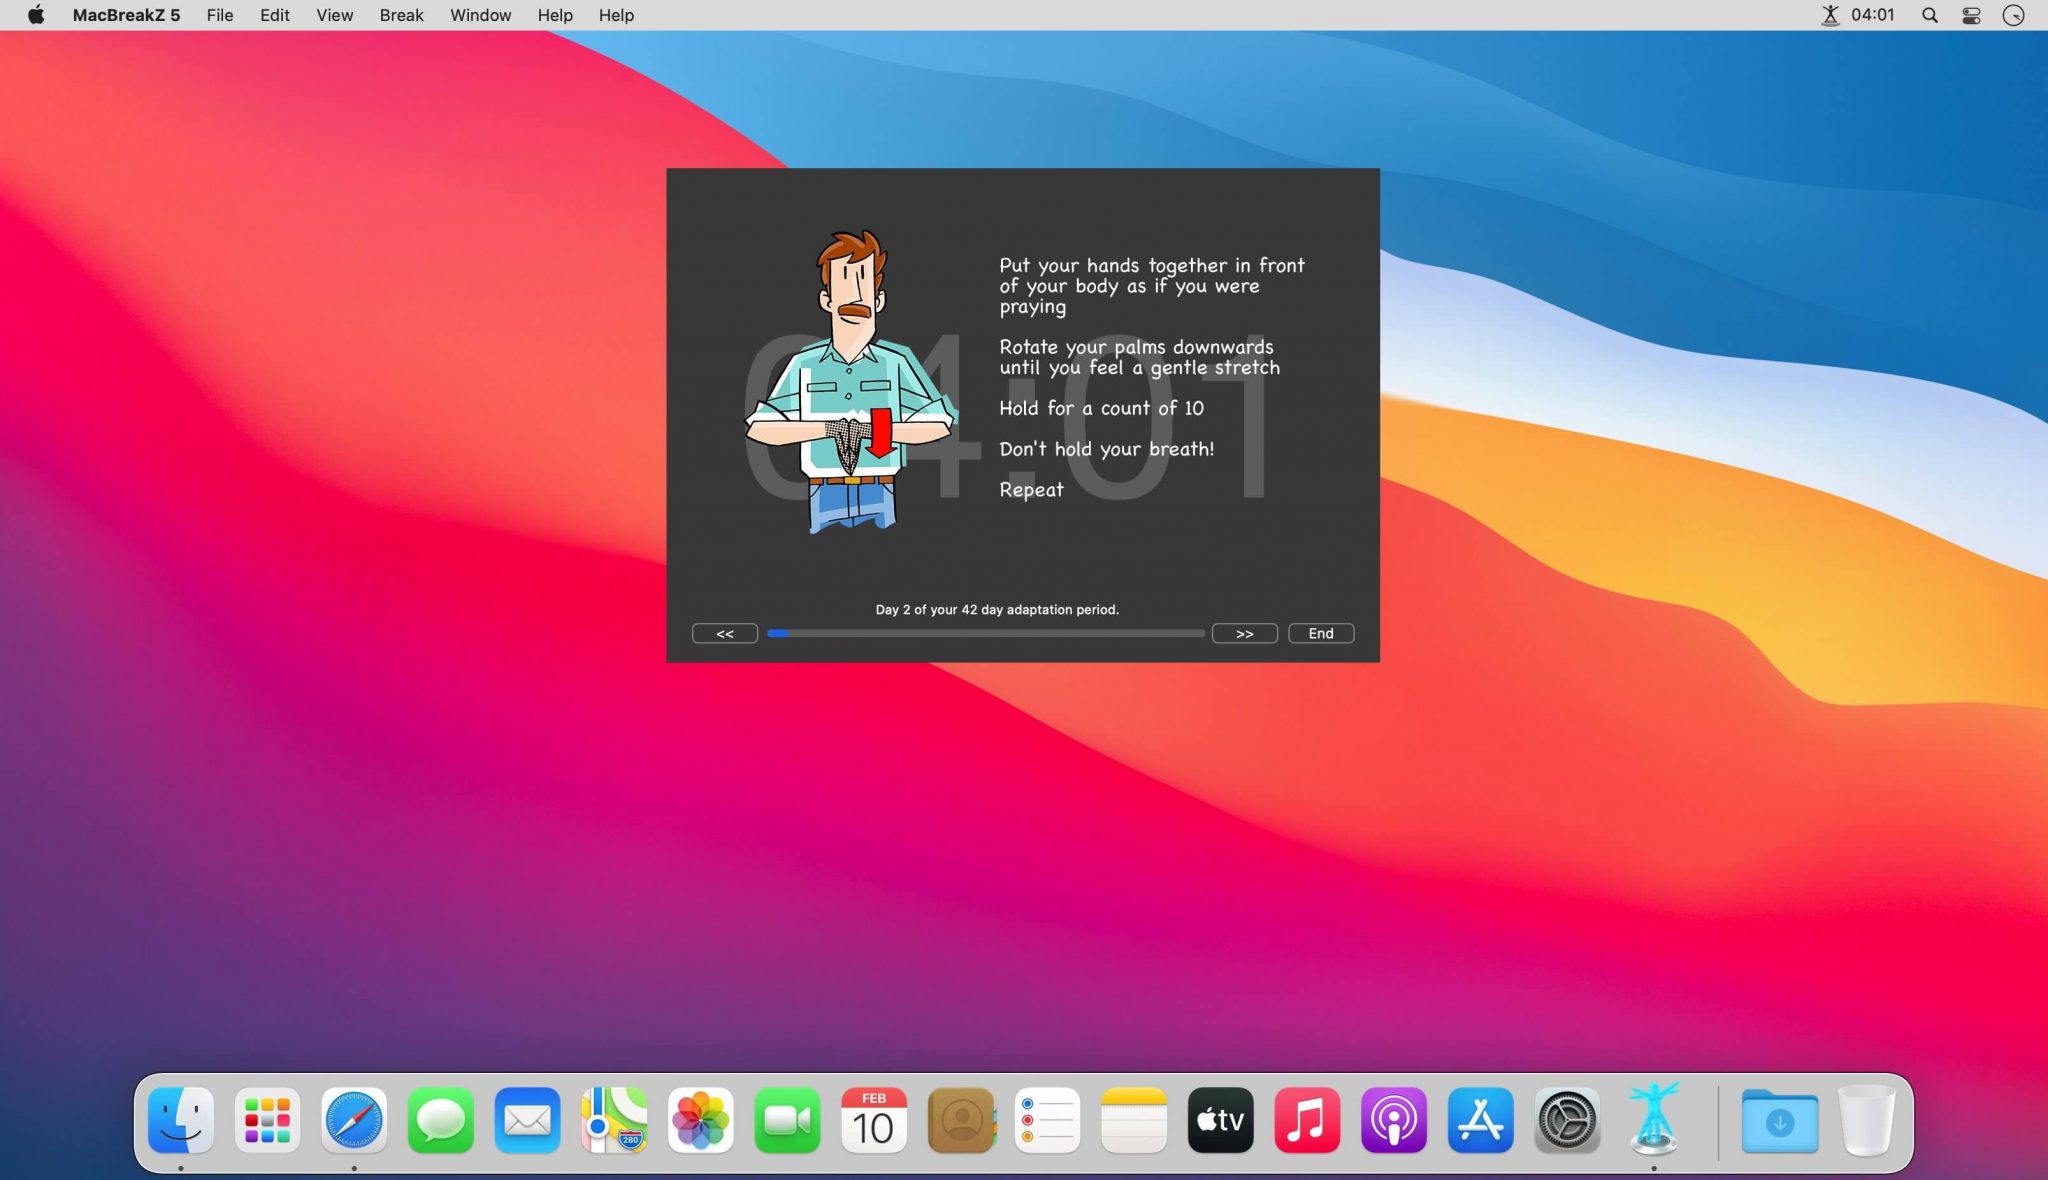 MacBreakZ 5 File Edit View Break Window Help Help 04:01
04:01
Put your hands together in front
of your body as if you were
praying
Rotate your palms downwards
until you feel a gentle stretch
Hold for a count of 10
Don't hold your breath!
Repeat
Day 2 of your 42 day adaptation period.
<< >> End
280
FEB
10
tv